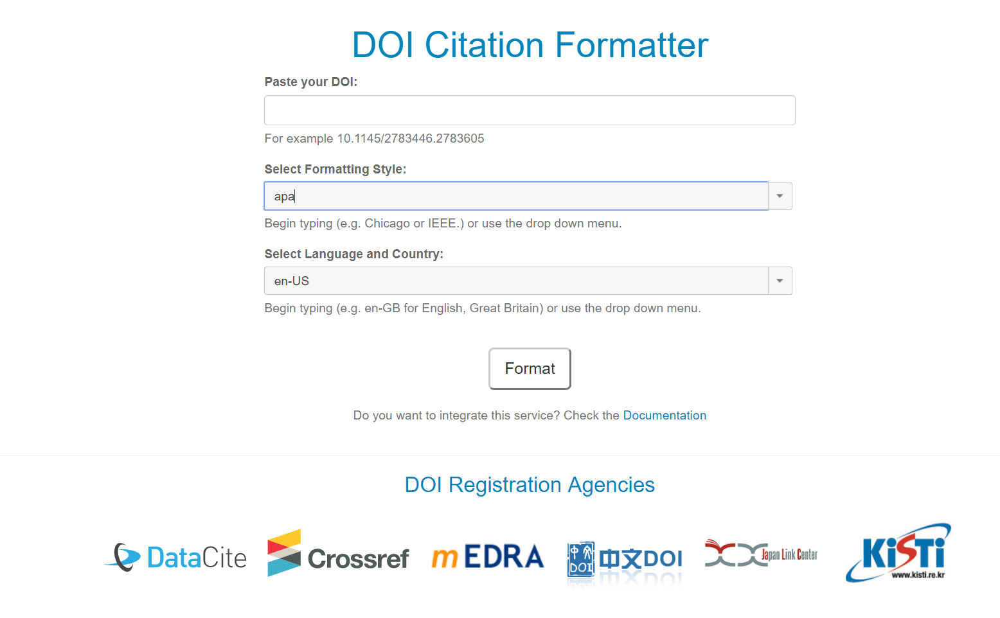 DOI Citation Formatter
Paste your DOI:
For example 10.1145/2783446.2783605
Select Formatting Style:
apa
Begin typing (e.g. Chicago or IEEE.) or use the drop down menu.
Select Language and Country:
en-US
Begin typing (e.g. en-GB for English, Great Britain) or use the drop down menu.
Format
Do you want to integrate this service? Check the Documentation
DOI Registration Agencies
DataCite
Crossref
mEDRA
中文 DOI 中文DOI
Japan Link Center
KiSTi
www.kisti.re.kr